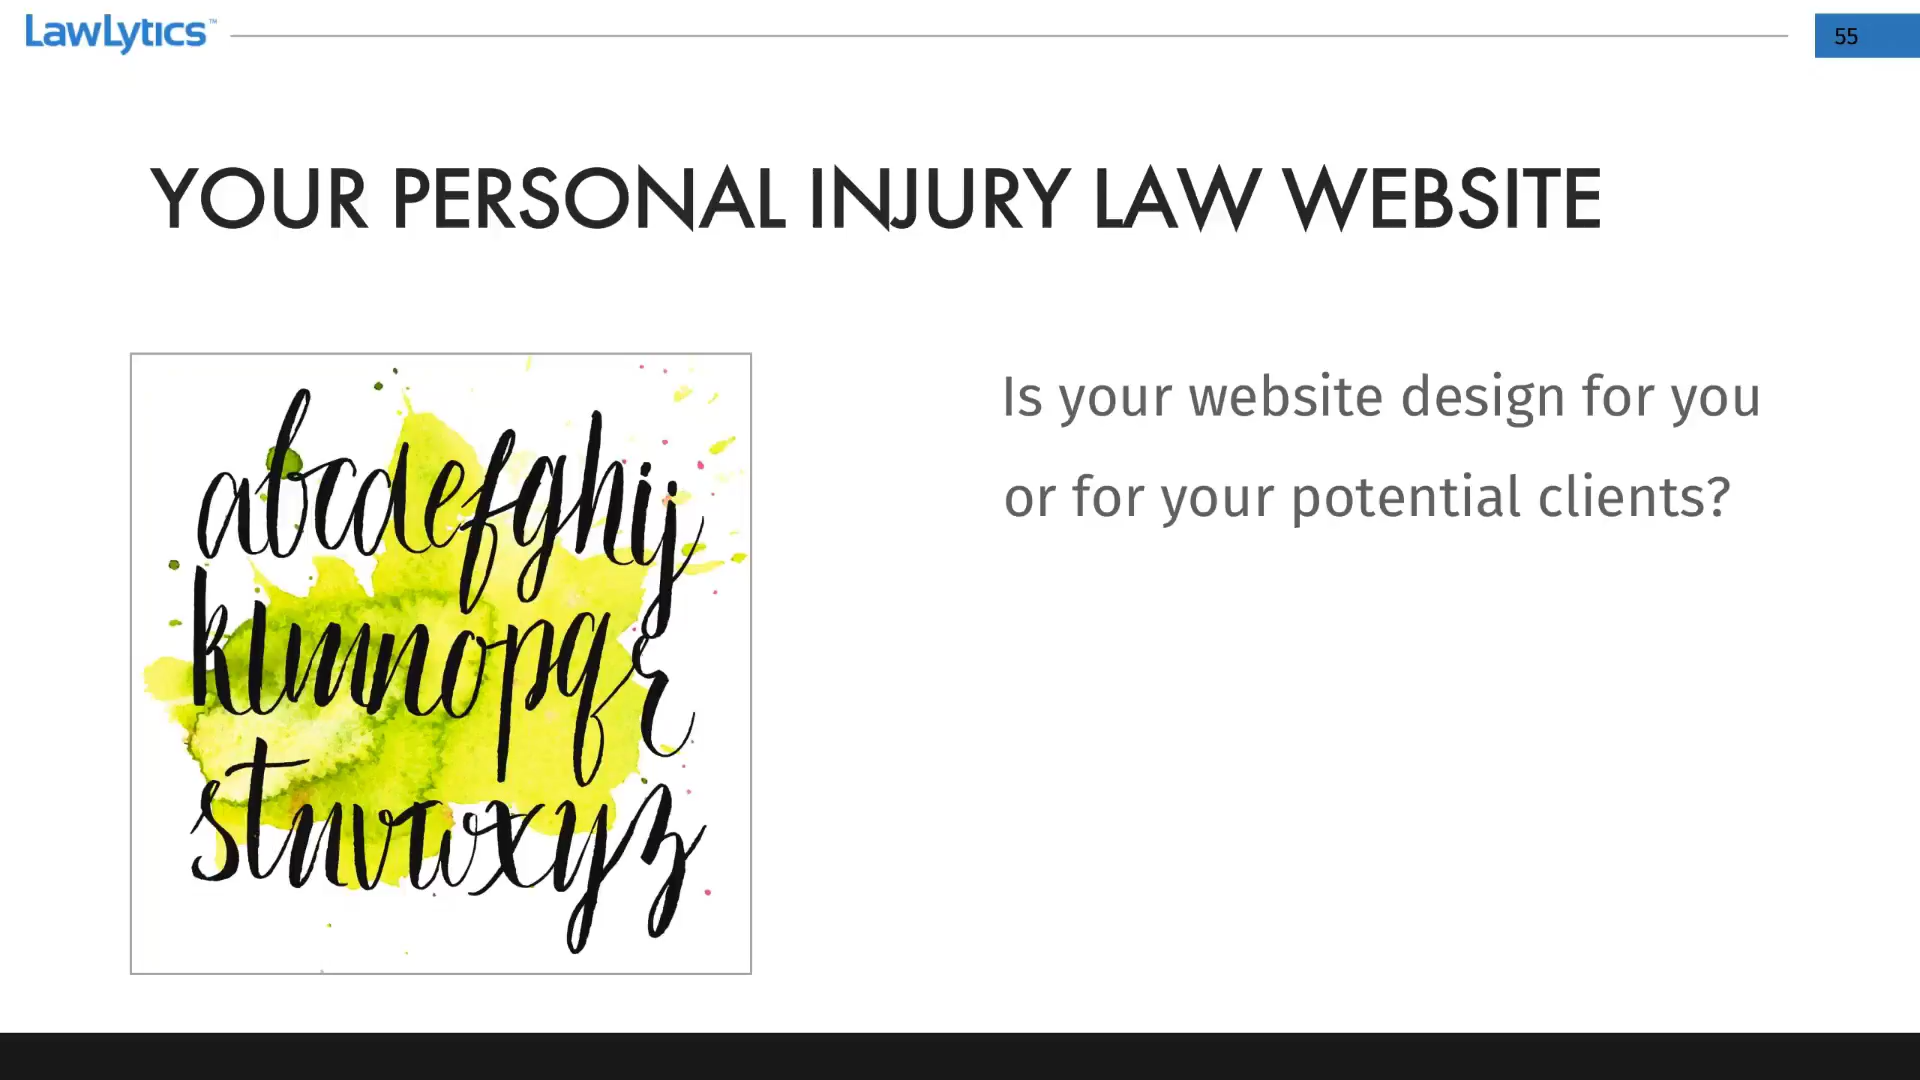 LawLytics™
55
YOUR PERSONAL INJURY LAW WEBSITE
abcdefghij
klmnopqr
stuvwxyz
Is your website design for you
or for your potential clients?